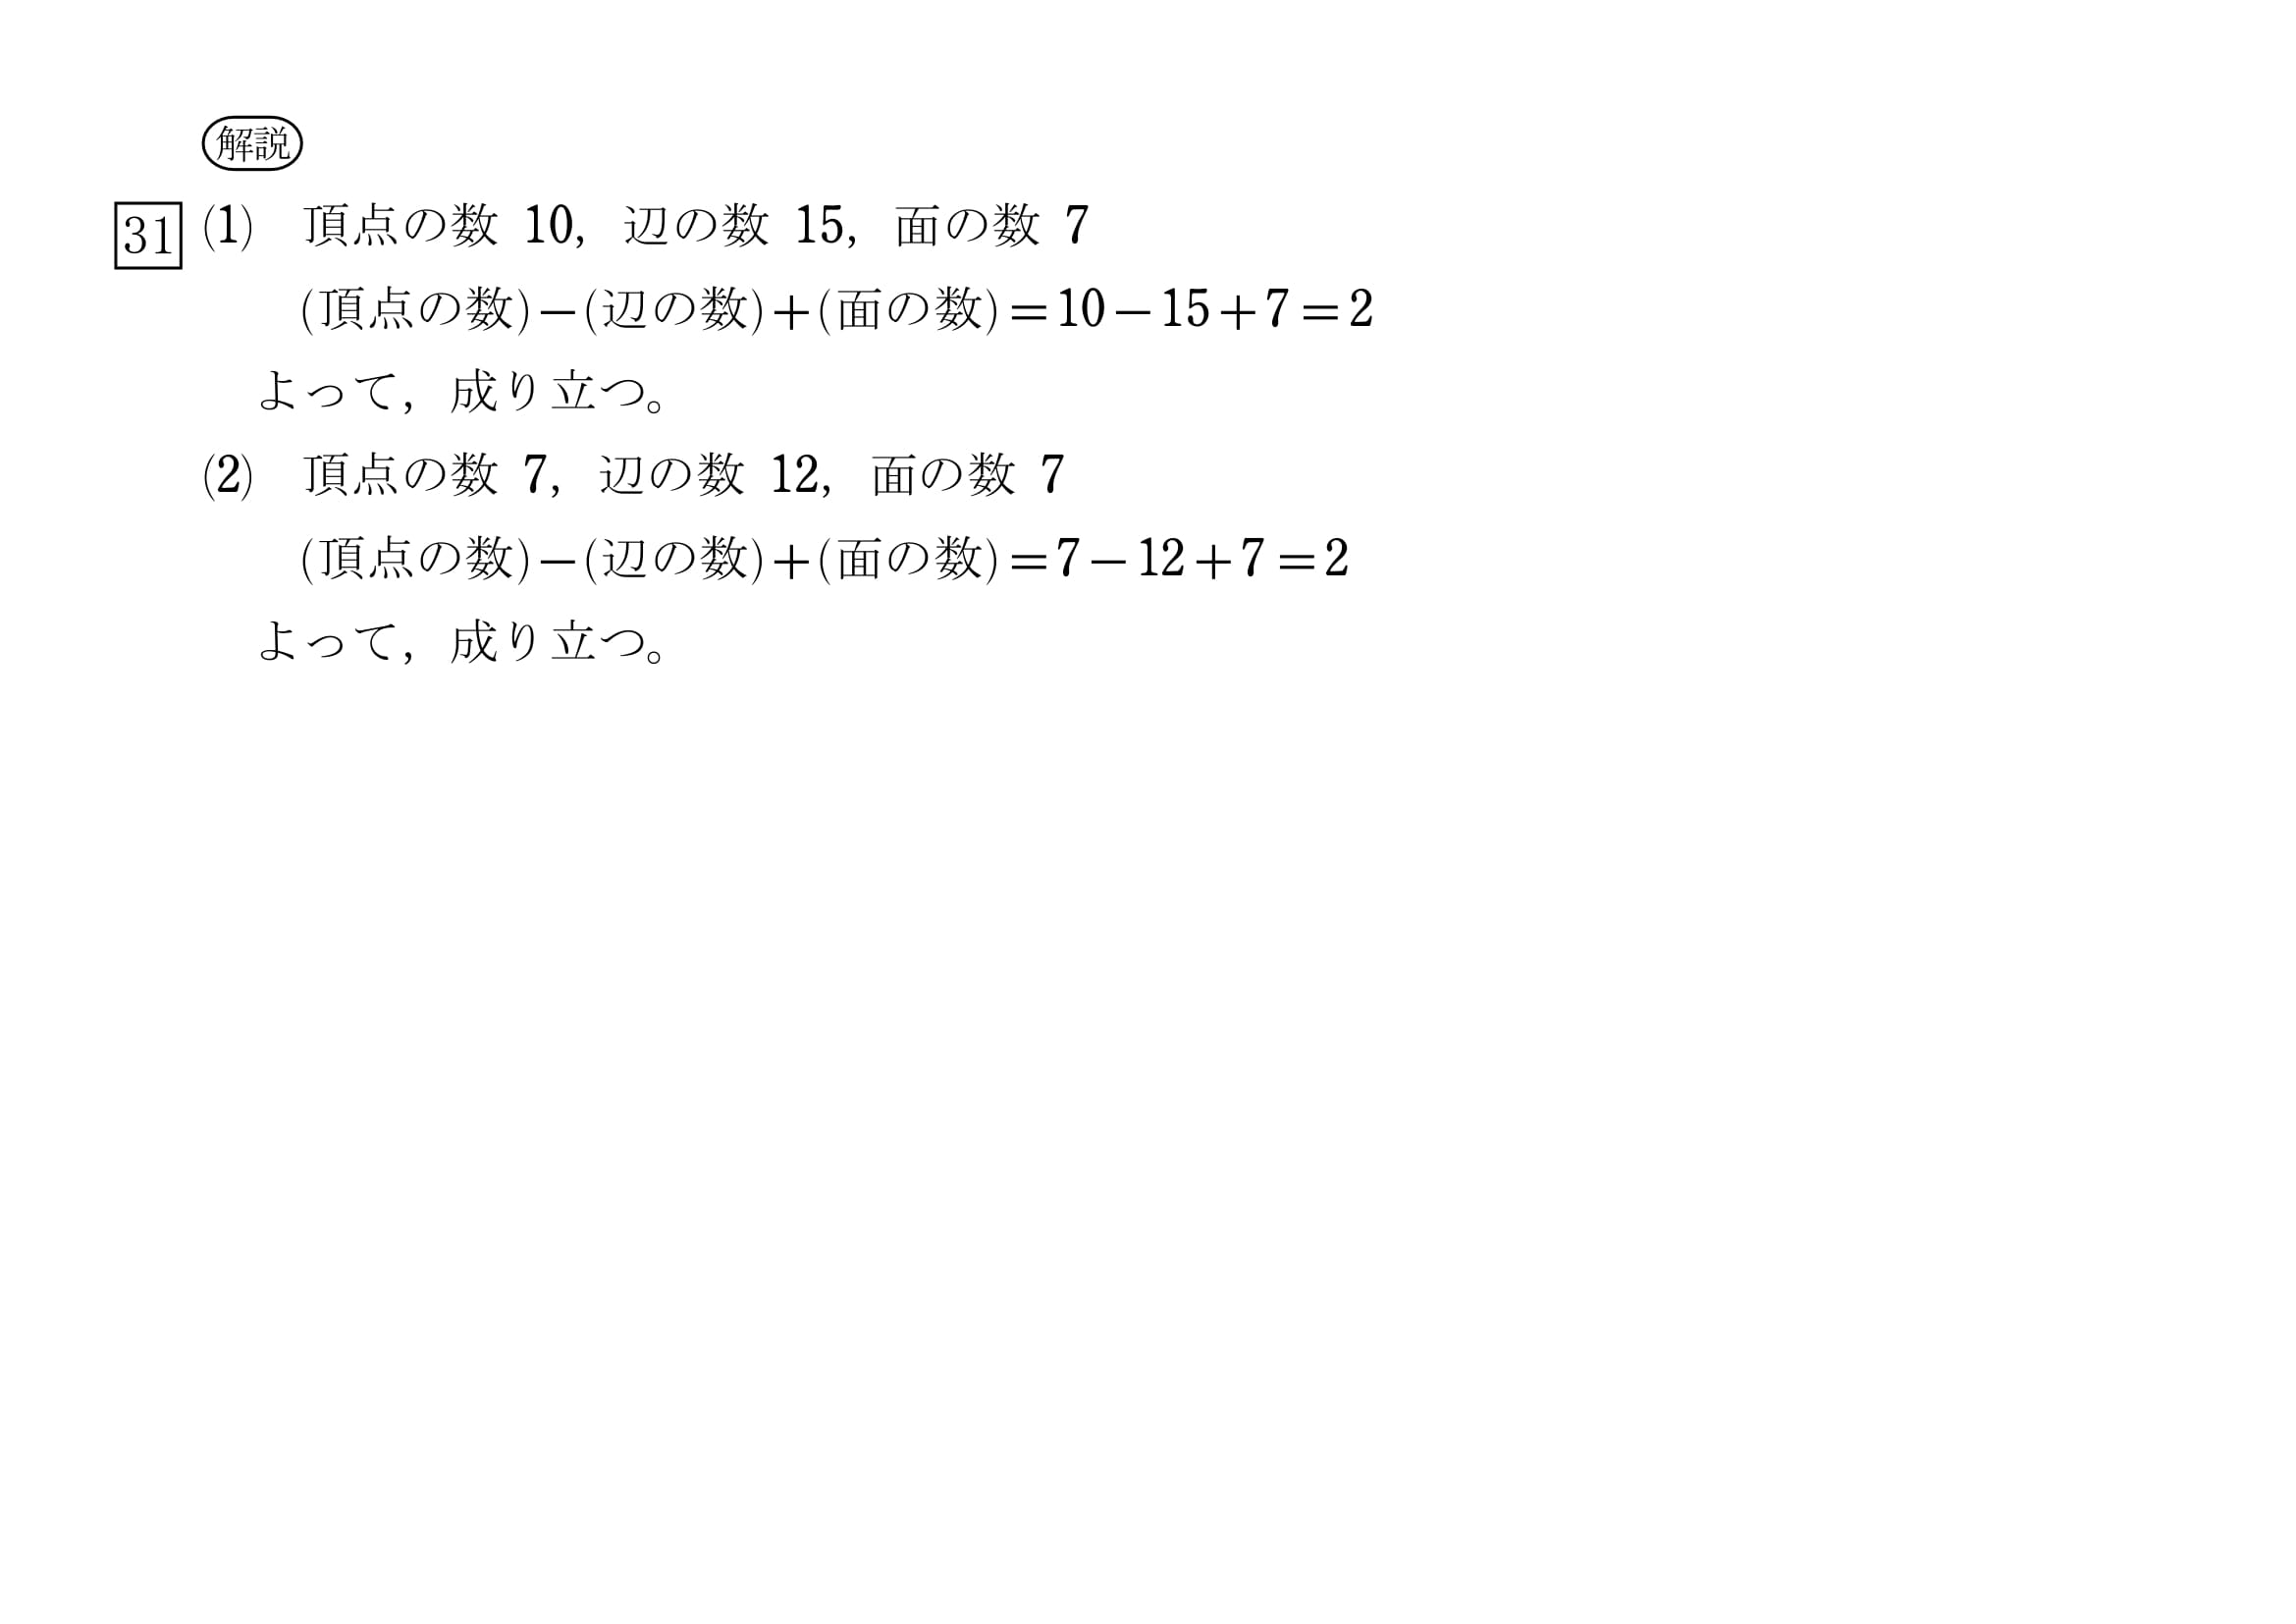 解説
31 (1) 頂点の数 10, 辺の数 15, 面の数 7
(頂点の数)−(辺の数)+(面の数)=10−15+7=2
よって, 成り立つ。
(2) 頂点の数 7, 辺の数 12, 面の数 7
(頂点の数)−(辺の数)+(面の数)=7−12+7=2
よって, 成り立つ。